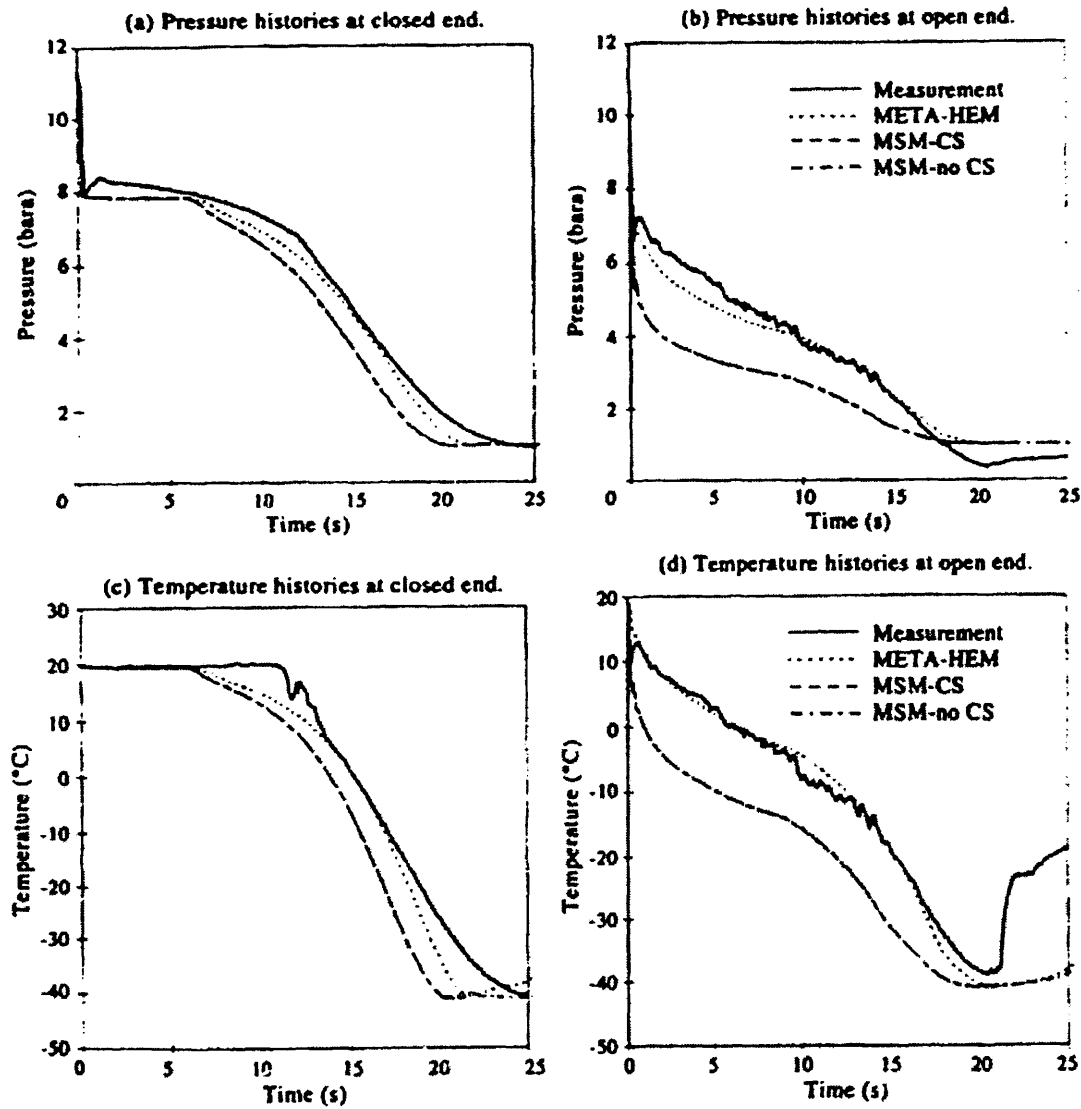 (a) Pressure histories at closed end.
12
10
8
6
4
2
0
Pressure (bara)
0 5 10 15 20 25
Time (s)
(b) Pressure histories at open end.
12
10
8
6
4
2
0
Pressure (bara)
Measurement
META-HEM
MSM-CS
MSM-no CS
5 10 15 20 25
Time (s)
(c) Temperature histories at closed end.
30
20
10
0
-10
-20
-30
-40
-50
Temperature (°C)
0 5 10 15 20 25
Time (s)
(d) Temperature histories at open end.
20
10
0
-10
-20
-30
-40
-50
Temperature (°C)
Measurement
META-HEM
MSM-CS
MSM-no CS
0 5 10 15 20 25
Time (s)